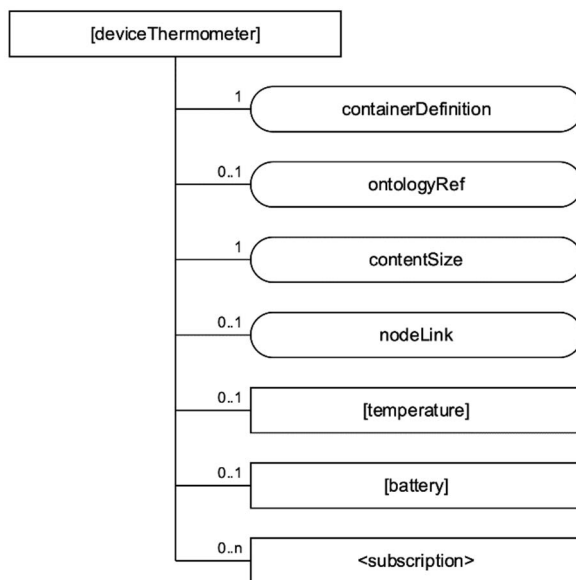 [deviceThermometer]
1
containerDefinition
0..1
ontologyRef
1
contentSize
0..1
nodeLink
0..1
[temperature]
0..1
[battery]
0..n
<subscription>